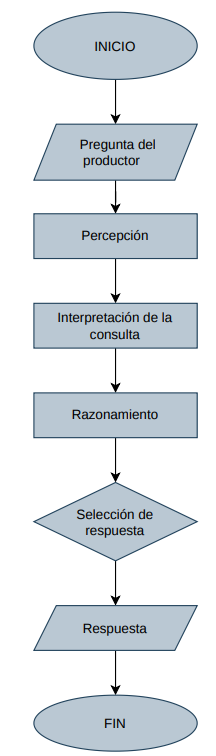 INICIO
Pregunta del
productor
Percepción
Interpretación de la
consulta
Razonamiento
Selección de
respuesta
Respuesta
FIN